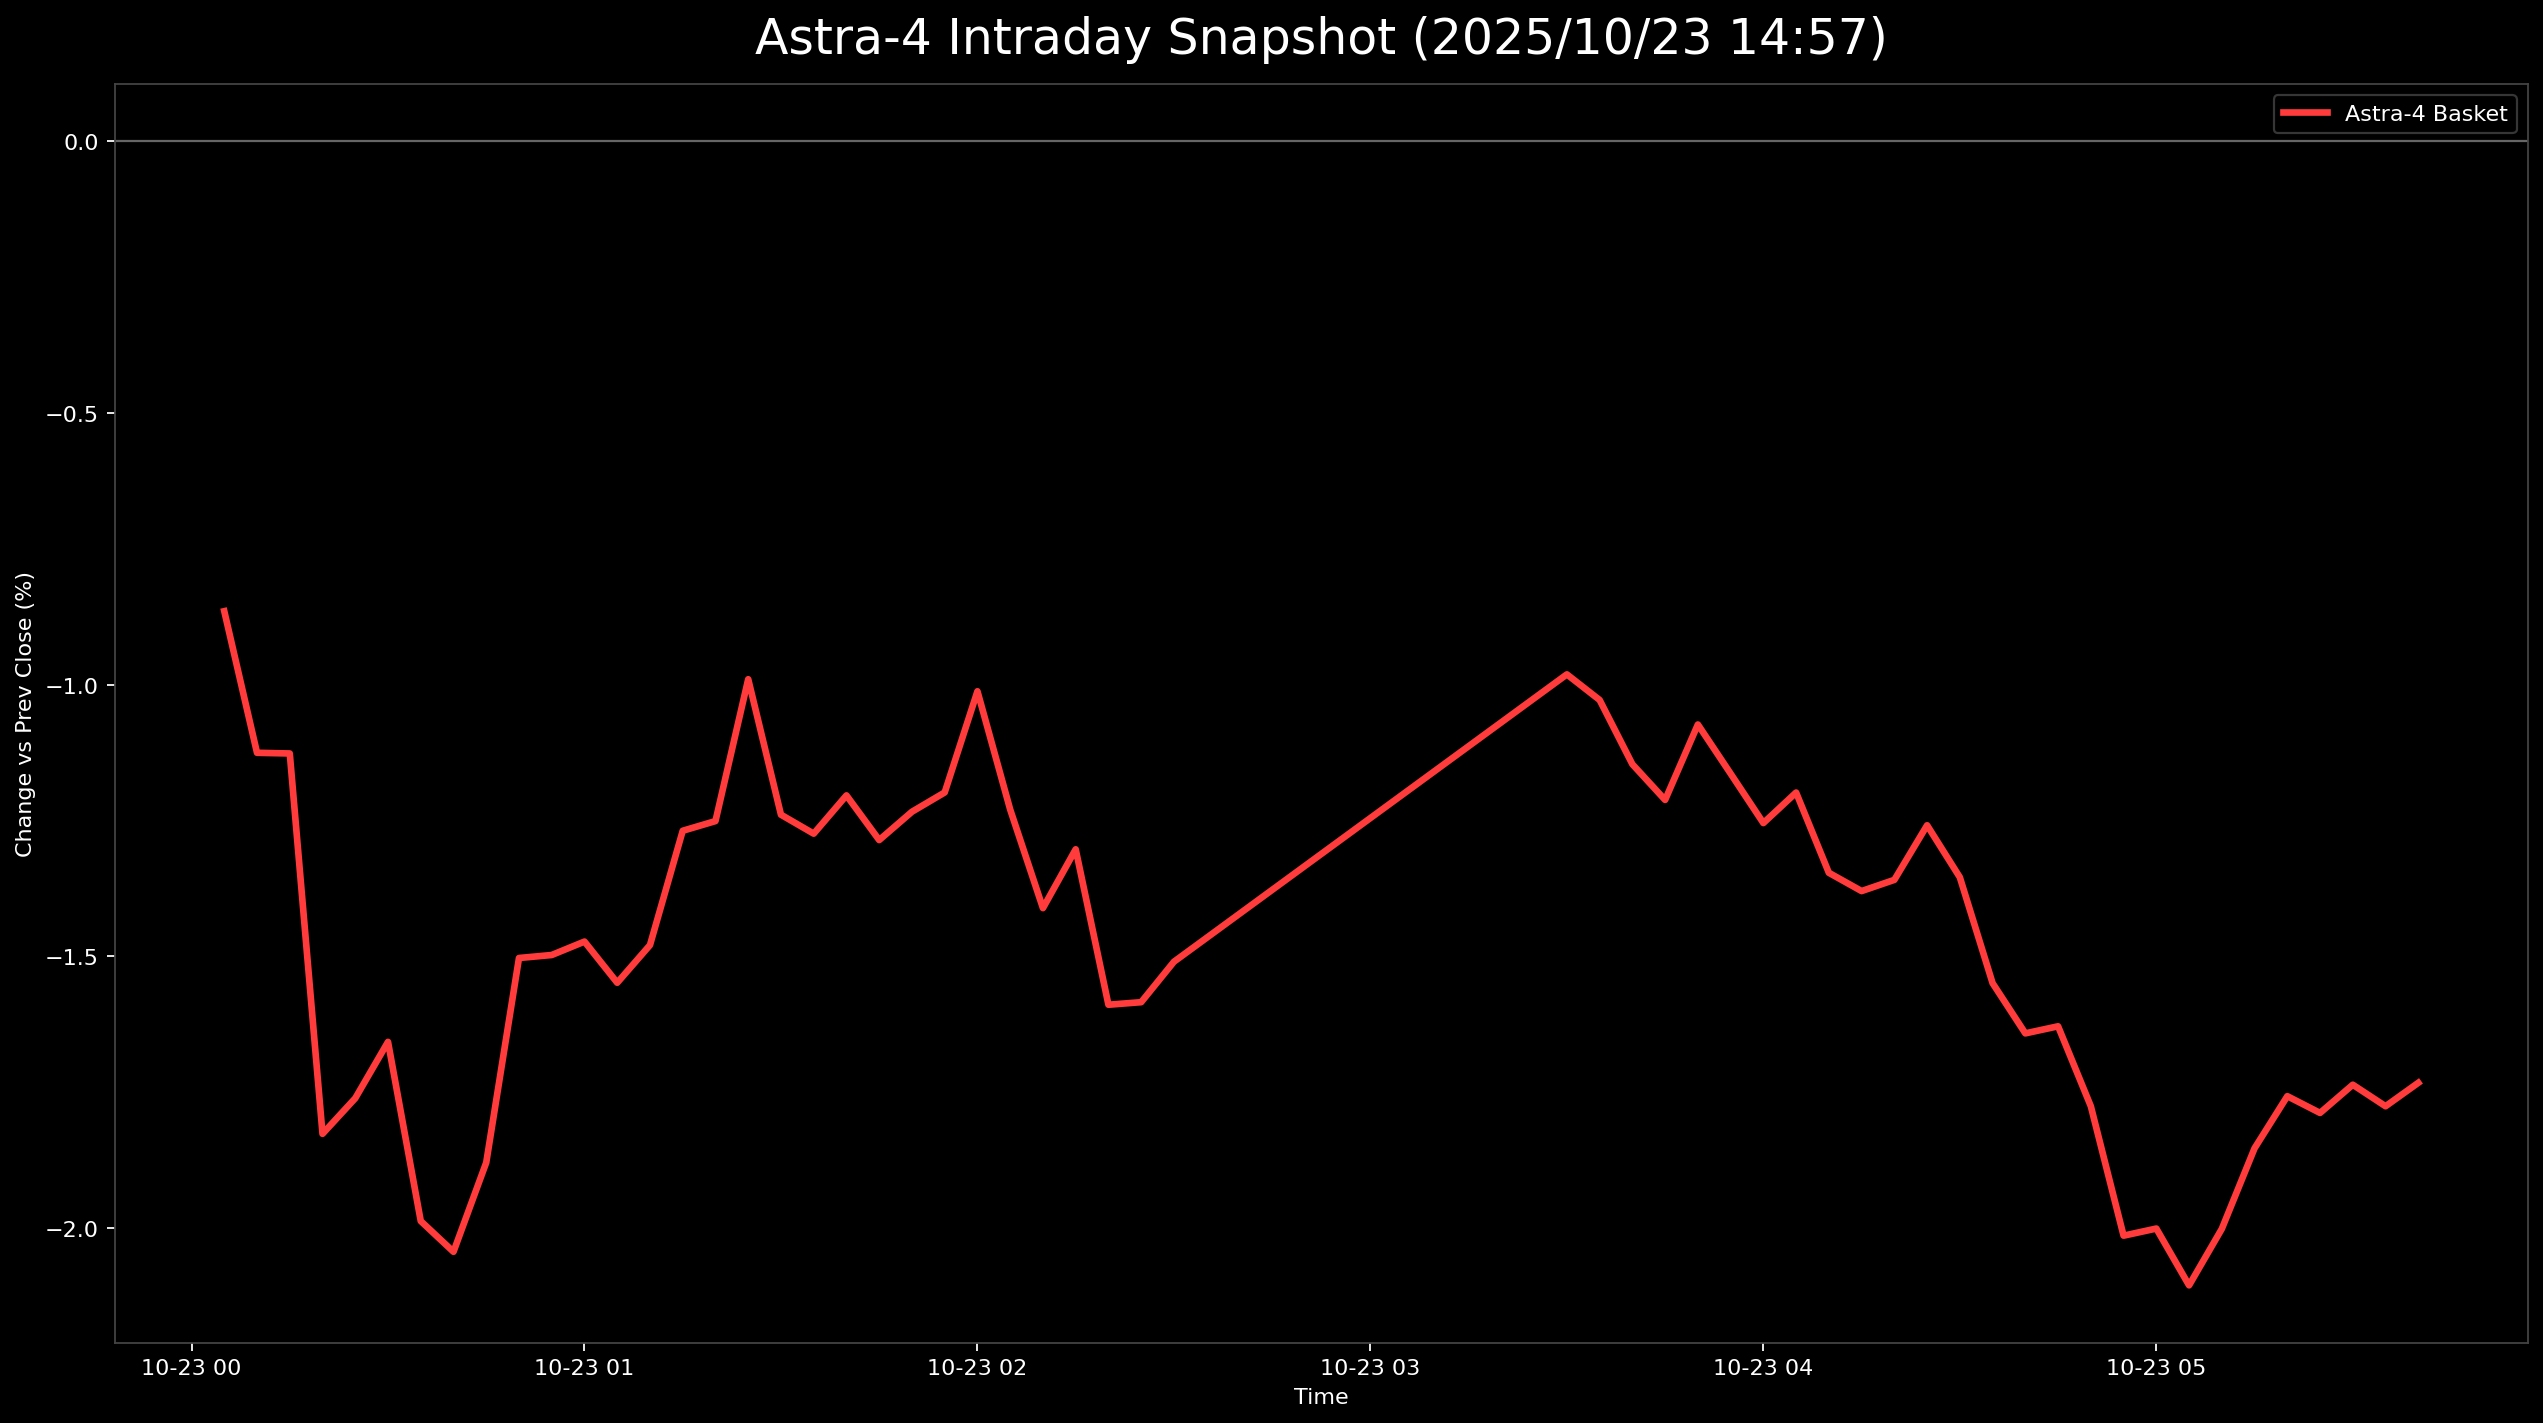 Astra-4 Intraday Snapshot (2025/10/23 14:57)
Astra-4 Basket
Change vs Prev Close (%)
0.0
−0.5
−1.0
−1.5
−2.0
10-23 00
10-23 01
10-23 02
10-23 03
10-23 04
10-23 05
Time